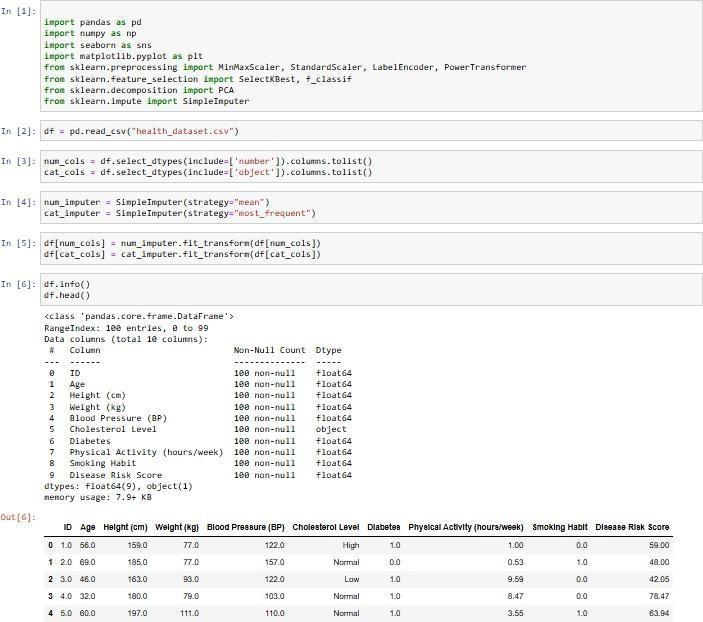 In [1]:
import pandas as pd
import numpy as np
import seaborn as sns
import matplotlib.pyplot as plt
from sklearn.preprocessing import MinMaxScaler, StandardScaler, LabelEncoder, PowerTransformer
from sklearn.feature_selection import SelectKBest, f_classif
from sklearn.decomposition import PCA
from sklearn.impute import SimpleImputer
In [2]: df = pd.read_csv("health_dataset.csv")
In [3]: num_cols = df.select_dtypes(include=['number']).columns.tolist()
cat_cols = df.select_dtypes(include=['object']).columns.tolist()
In [4]: num_imputer = SimpleImputer(strategy="mean")
cat_imputer = SimpleImputer(strategy="most_frequent")
In [5]: df[num_cols] = num_imputer.fit_transform(df[num_cols])
df[cat_cols] = cat_imputer.fit_transform(df[cat_cols])
In [6]: df.info()
df.head()
<class 'pandas.core.frame.DataFrame'>
RangeIndex: 100 entries, 0 to 99
Data columns (total 10 columns):
# Column Non-Null Count Dtype
--- ------ -------------- -----
0 ID 100 non-null float64
1 Age 100 non-null float64
2 Height (cm) 100 non-null float64
3 Weight (kg) 100 non-null float64
4 Blood Pressure (BP) 100 non-null float64
5 Cholesterol Level 100 non-null object
6 Diabetes 100 non-null float64
7 Physical Activity (hours/week) 100 non-null float64
8 Smoking Habit 100 non-null float64
9 Disease Risk Score 100 non-null float64
dtypes: float64(9), object(1)
memory usage: 7.9+ KB
Out[6]:
ID Age Height (cm) Weight (kg) Blood Pressure (BP) Cholesterol Level Diabetes Physical Activity (hours/week) Smoking Habit Disease Risk Score
0 1.0 56.0 159.0 77.0 122.0 High 1.0 1.00 0.0 59.00
1 2.0 69.0 185.0 77.0 157.0 Normal 0.0 0.53 1.0 48.00
2 3.0 46.0 163.0 93.0 122.0 Low 1.0 9.59 0.0 42.05
3 4.0 32.0 180.0 79.0 103.0 Normal 1.0 8.47 0.0 78.47
4 5.0 60.0 197.0 111.0 110.0 Normal 1.0 3.55 1.0 63.94